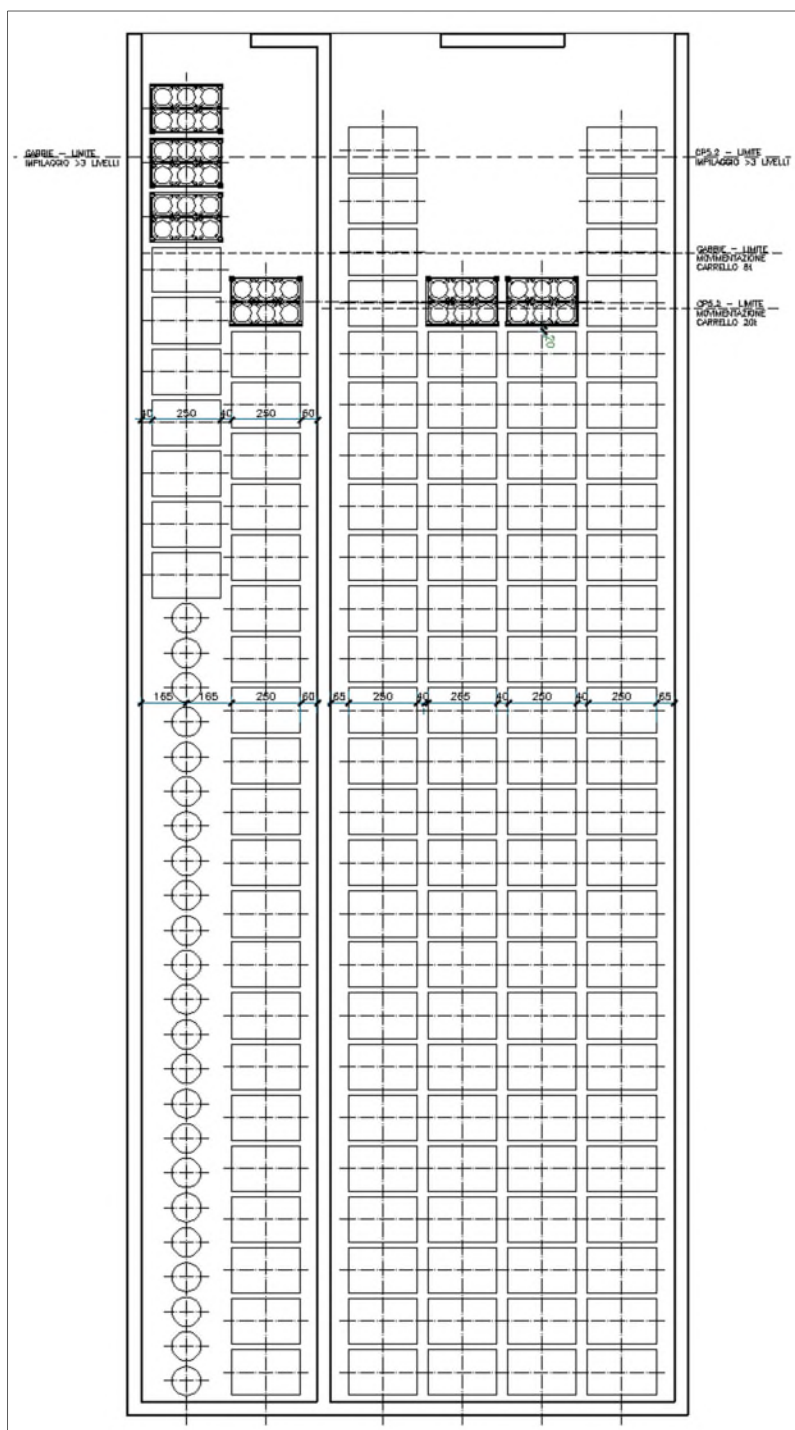 GABBIE - LIMITE
IMPILAGGIO >3 LIVELLI
CP5.2 - LIMITE
IMPILAGGIO >3 LIVELLI
GABBIE - LIMITE
MOVIMENTAZIONE
CARRELLO 8t
CP5.2 - LIMITE
MOVIMENTAZIONE
CARRELLO 20t
20
40 250 40 250 60
165 165 250 60 65 250 40 265 40 250 40 250 65